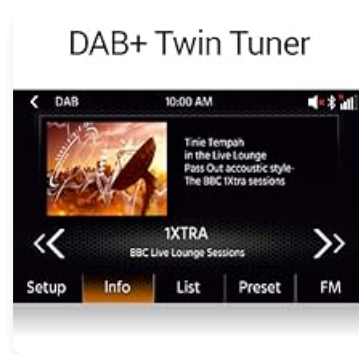 DAB+ Twin Tuner
DAB 10:00 AM
Tinie Tempah
in the Live Lounge
Pass Out accoustic style-
The BBC 1Xtra sessions
1XTRA
BBC Live Lounge Sessions
Setup Info List Preset FM